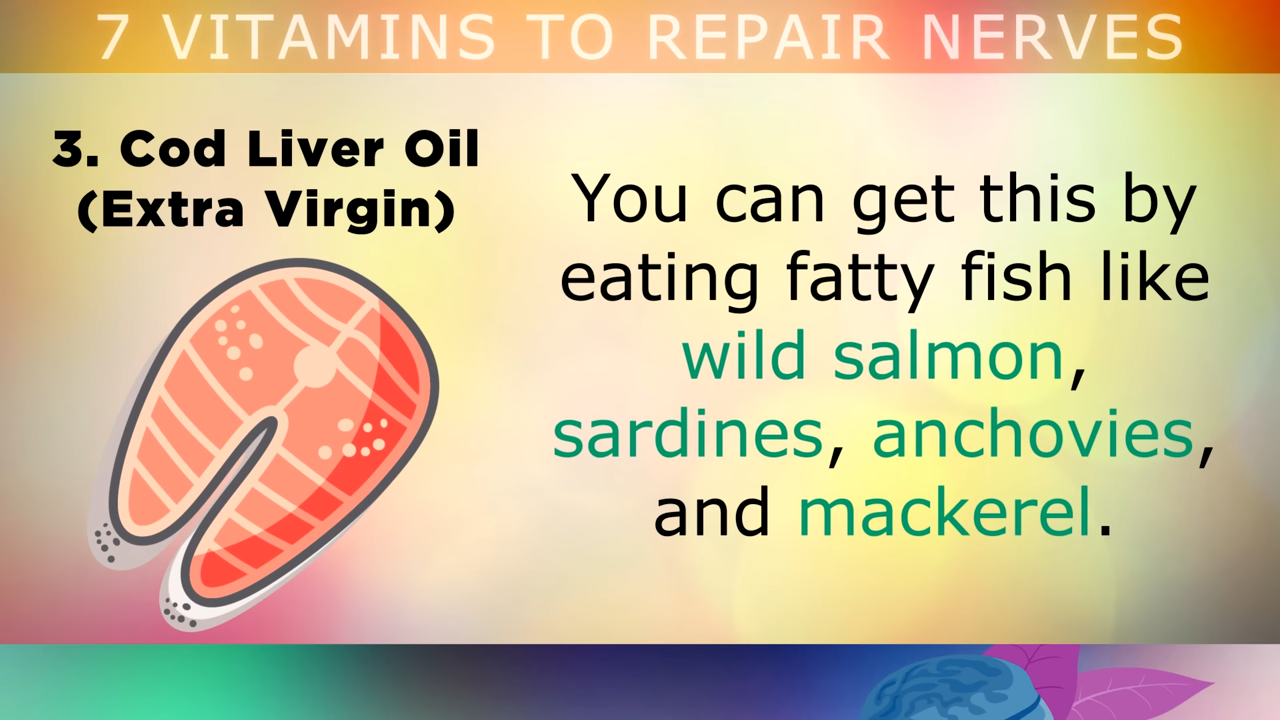 7 VITAMINS TO REPAIR NERVES
3. Cod Liver Oil
(Extra Virgin)
You can get this by
eating fatty fish like
wild salmon,
sardines, anchovies,
and mackerel.